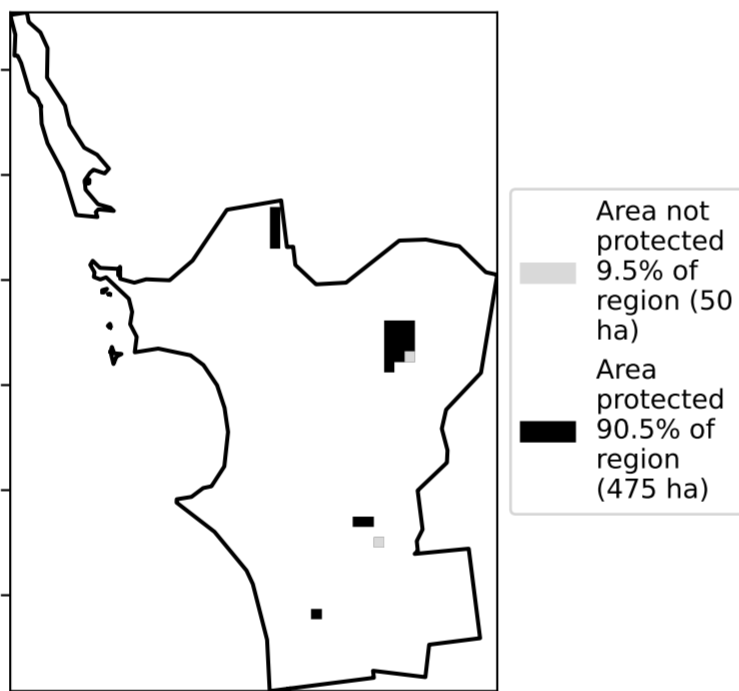 Area not
protected
9.5% of
region (50
ha)
Area
protected
90.5% of
region
(475 ha)